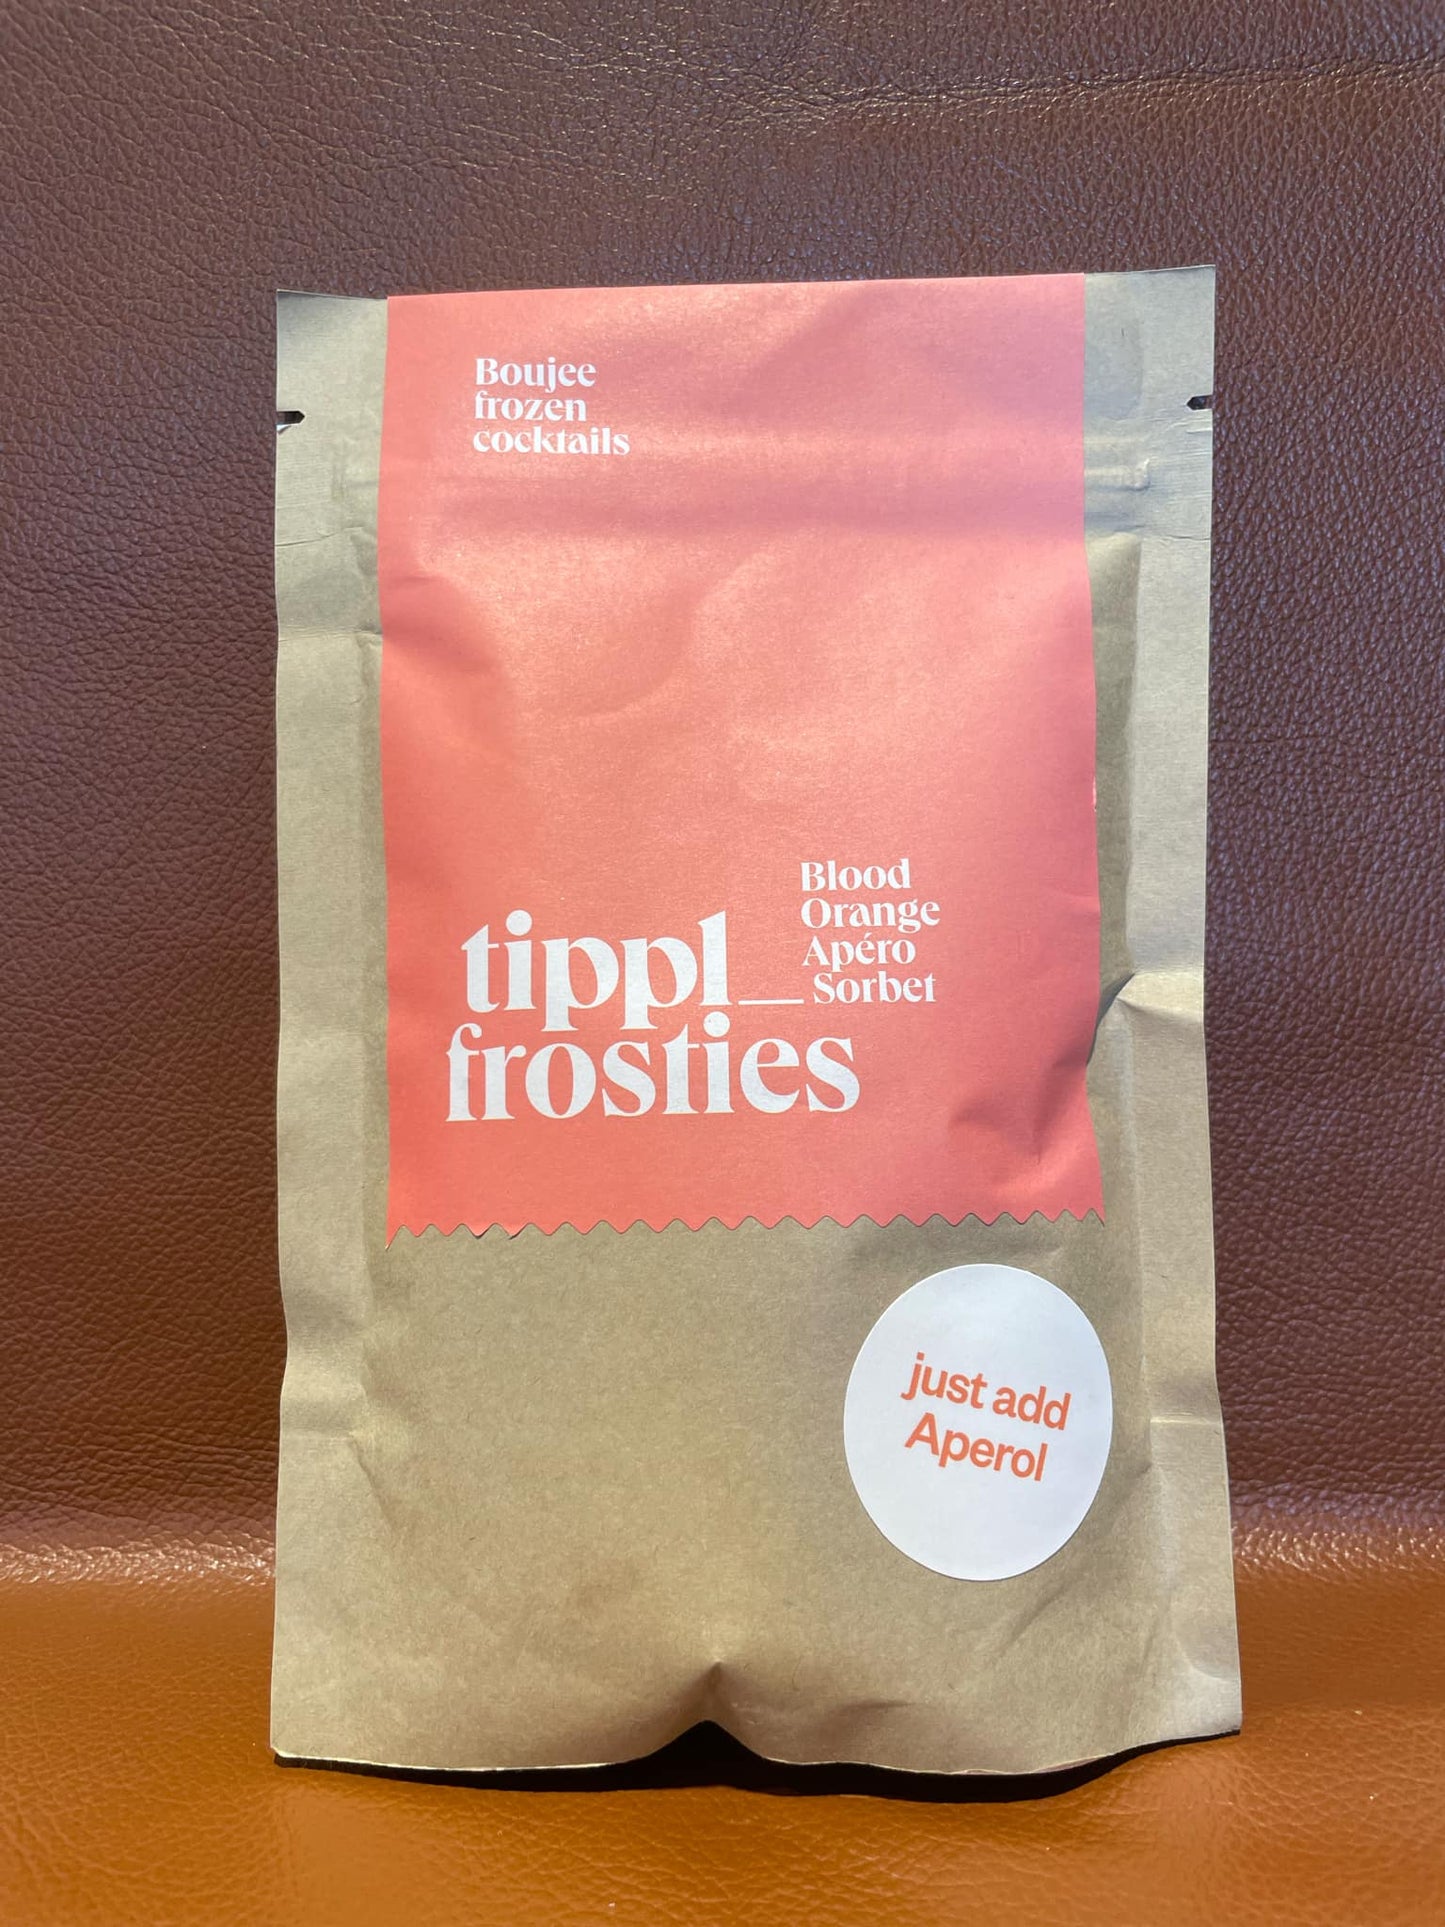 Boujee
frozen
cocktails
tippl_
frosties
Blood
Orange
Apéro
Sorbet
just add
Aperol